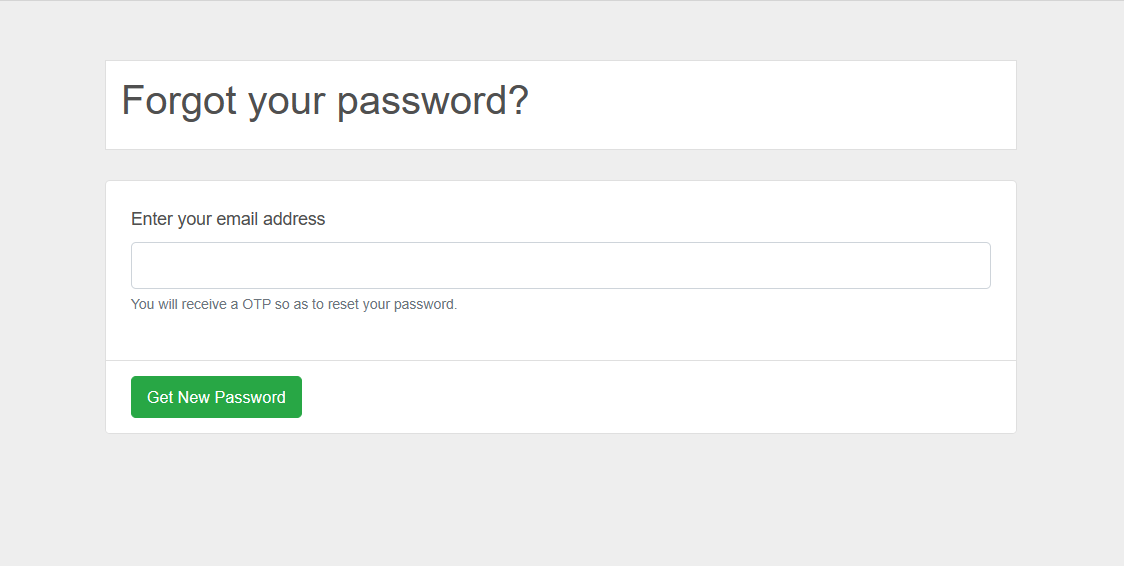 Forgot your password?
Enter your email address
You will receive a OTP so as to reset your password.
Get New Password